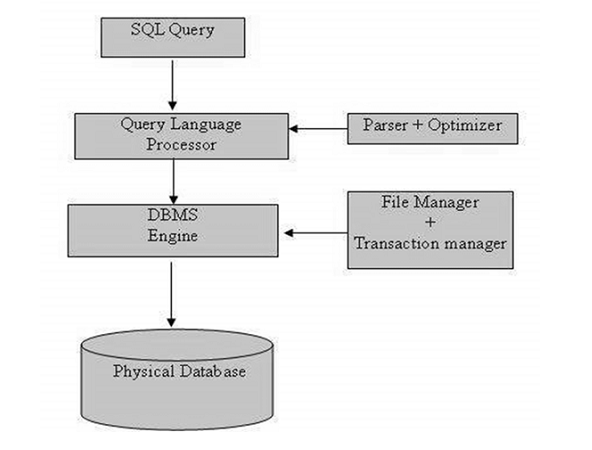 SQL Query
Query Language
Processor
Parser + Optimizer
DBMS
Engine
File Manager
+
Transaction manager
Physical Database